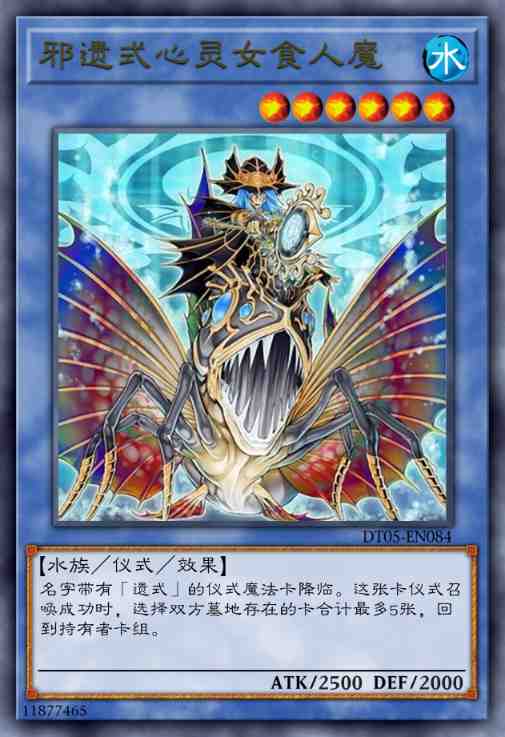 邪遗式心灵女食人魔
水
DT05-EN084
【水族／仪式／效果】
名字带有「遗式」的仪式魔法卡降临。这张卡仪式召
唤成功时，选择双方墓地存在的卡合计最多5张，回
到持有者卡组。
ATK/2500 DEF/2000
11877465